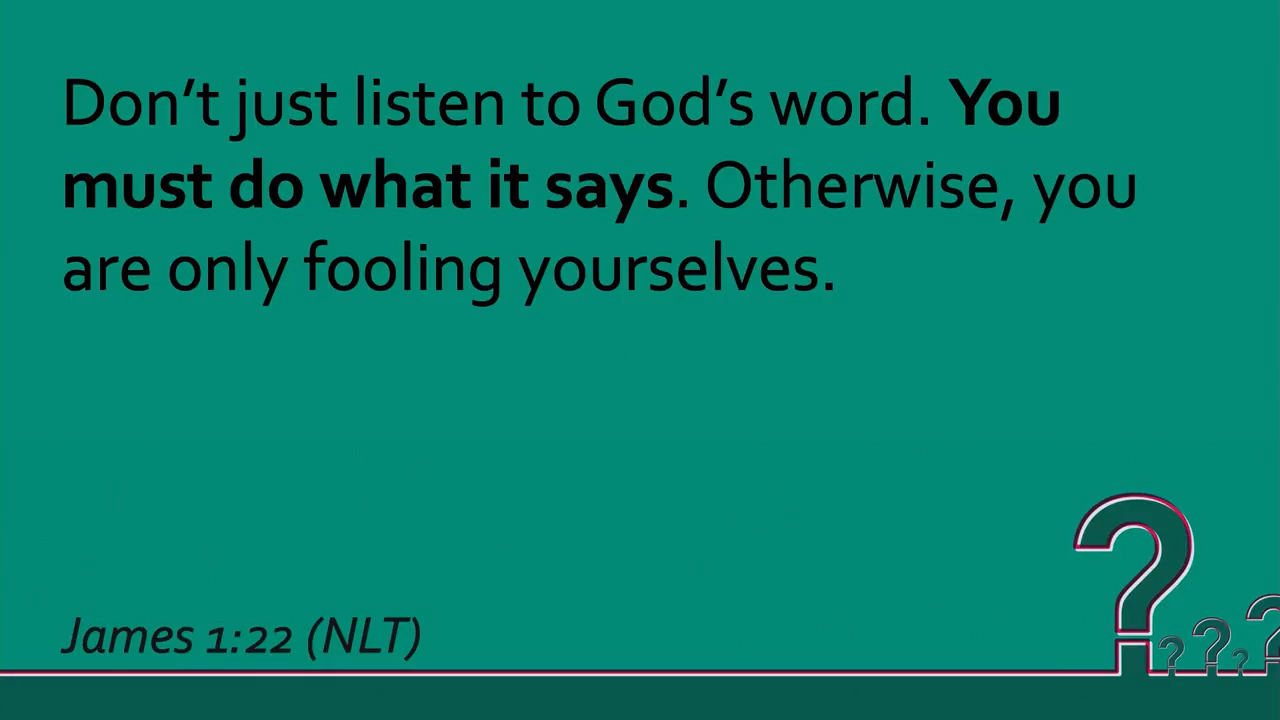 Don’t just listen to God’s word. You
must do what it says. Otherwise, you
are only fooling yourselves.
James 1:22 (NLT)
? ? ? ? ?